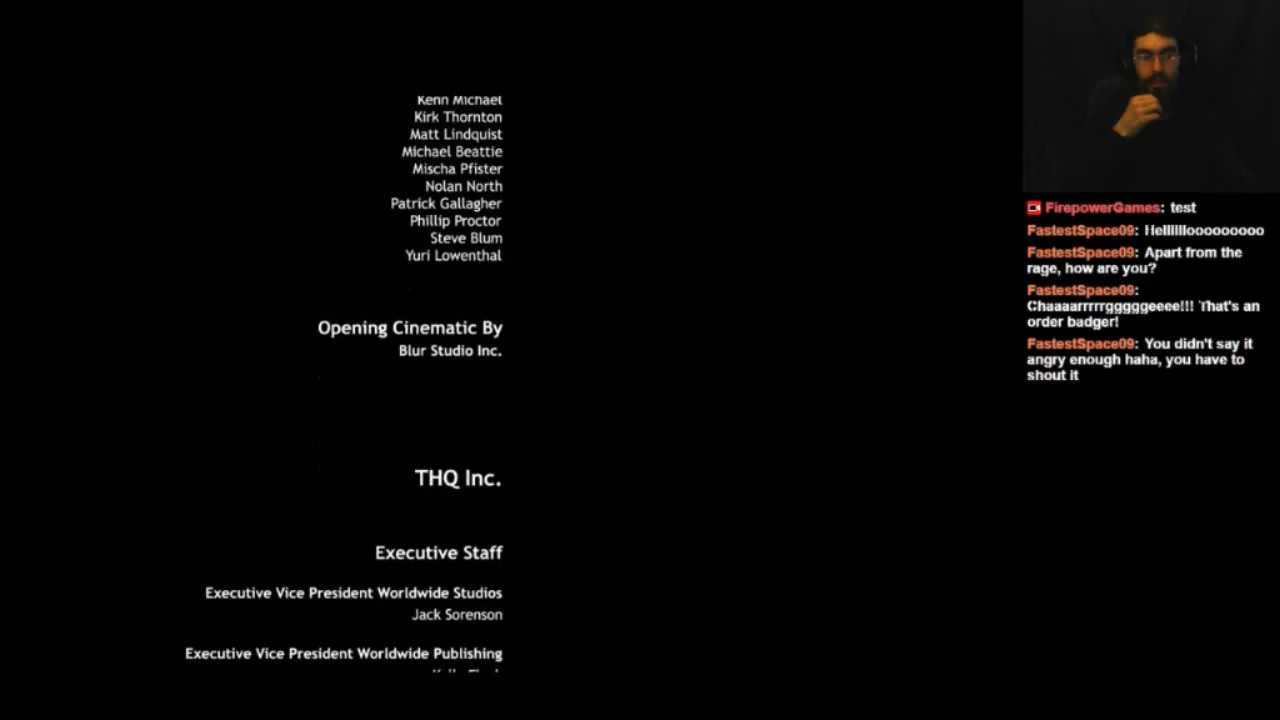 Kenn Michael
Kirk Thornton
Matt Lindquist
Michael Beattie
Mischa Pfister
Nolan North
Patrick Gallagher
Phillip Proctor
Steve Blum
Yuri Lowenthal
Opening Cinematic By
Blur Studio Inc.
THQ Inc.
Executive Staff
Executive Vice President Worldwide Studios
Jack Sorenson
Executive Vice President Worldwide Publishing
FirepowerGames: test
FastestSpace09: Helllllllooooooooo
FastestSpace09: Apart from the
rage, how are you?
FastestSpace09:
Chaaaarrrrrgggggeeee!!! That's an
order badger!
FastestSpace09: You didn't say it
angry enough haha, you have to
shout it